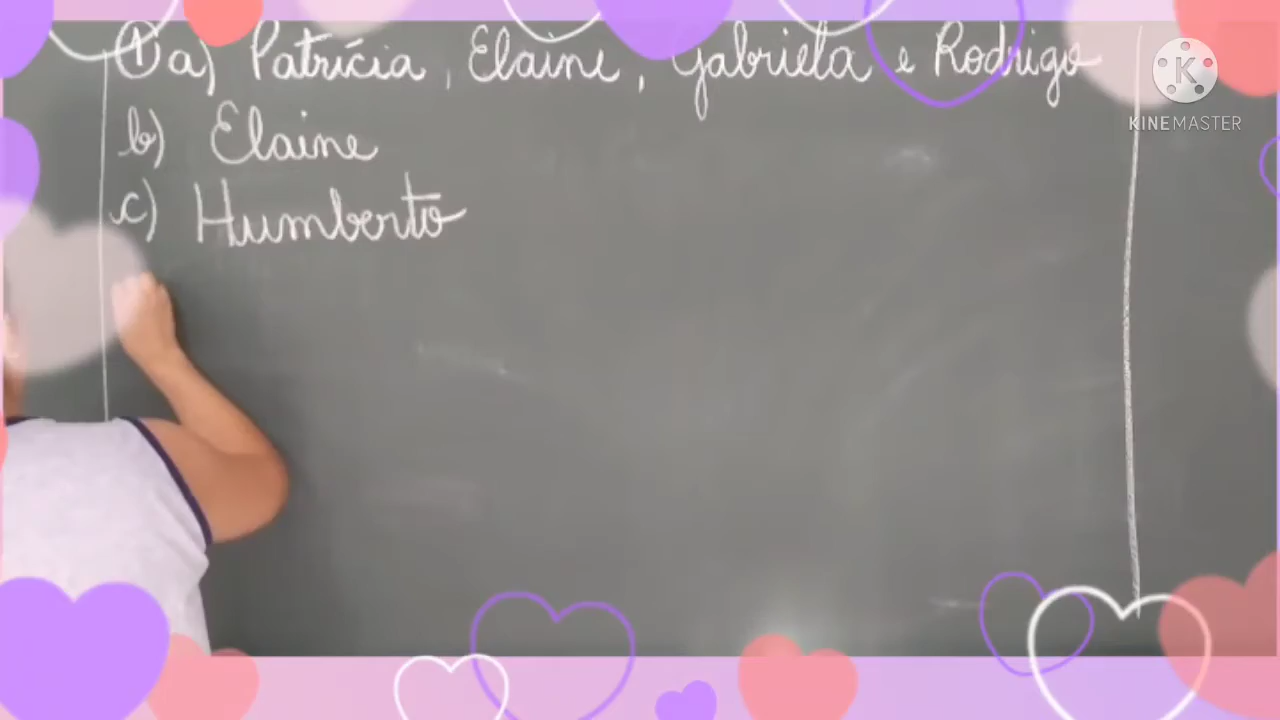 ① a) Patrícia, Elaine, Gabriela e Rodrigo
b) Elaine
c) Humberto
KINEMASTER